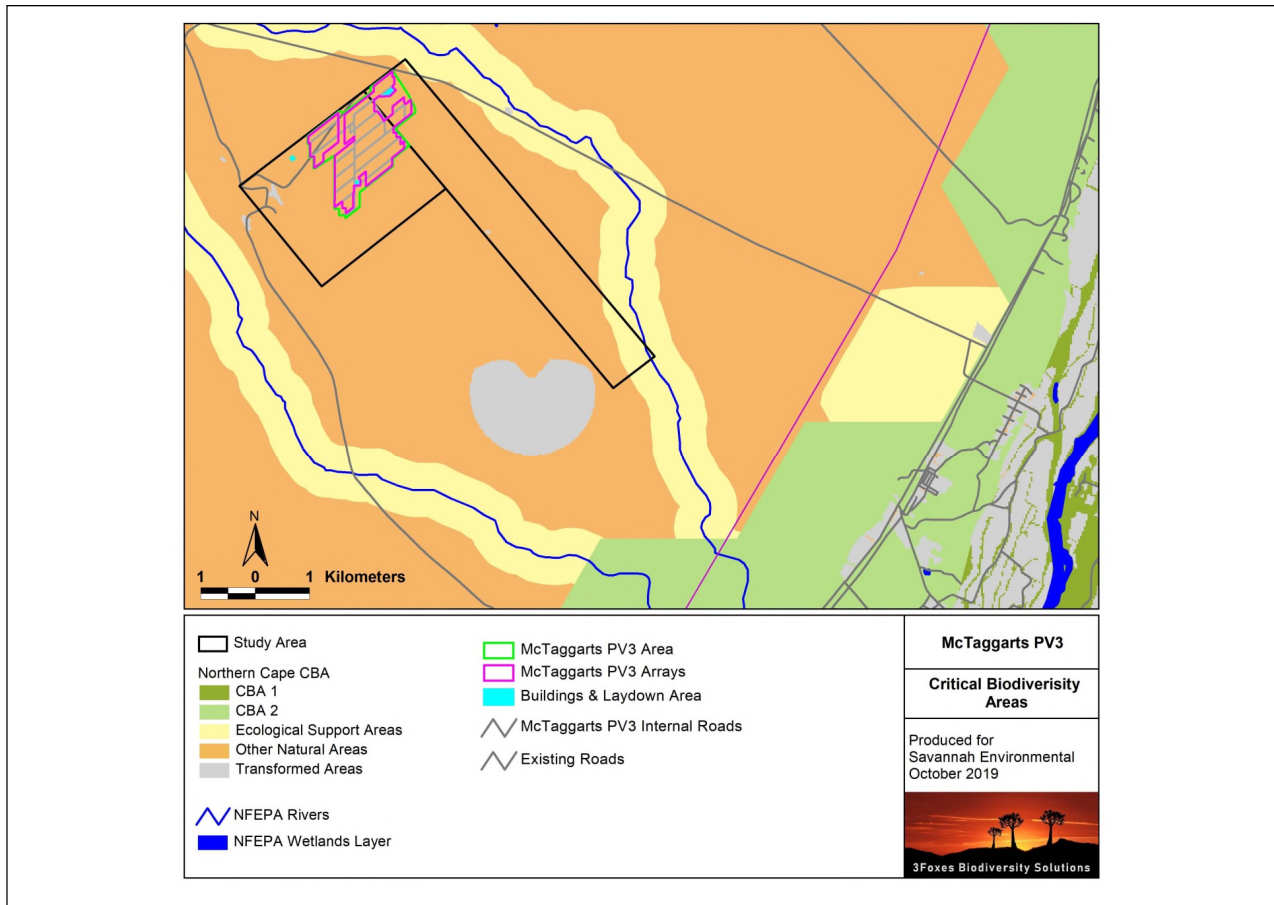 N
1 0 1 Kilometers
Study Area
Northern Cape CBA
CBA 1
CBA 2
Ecological Support Areas
Other Natural Areas
Transformed Areas
NFEPA Rivers
NFEPA Wetlands Layer
McTaggarts PV3 Area
McTaggarts PV3 Arrays
Buildings & Laydown Area
McTaggarts PV3 Internal Roads
Existing Roads
McTaggarts PV3
Critical Biodiverisity
Areas
Produced for
Savannah Environmental
October 2019
3Foxes Biodiversity Solutions